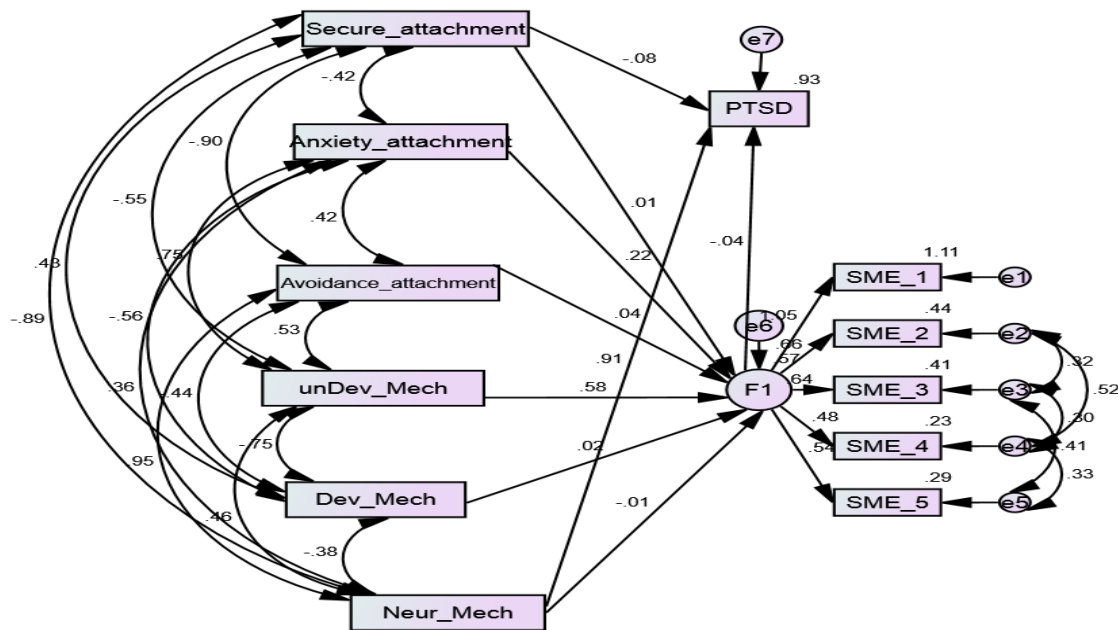 Secure_attachment
e7
-.08
.93
-.42
PTSD
Anxiety_attachment
-.90
-.55
.01
.42
-.04
.22
.75
1.11
Avoidance_attachment
SME_1
e1
.43
-.56
.53
.04
e6
1.05
.44
-.89
.66
SME_2
e2
.91
.57
.32
.36
.44
unDev_Mech
.58
F1
.64
.41
SME_3
e3
.52
.48
.23
.30
-.75
.54
SME_4
e4
.41
.02
.95
.29
.33
Dev_Mech
-.01
SME_5
e5
.46
-.38
Neur_Mech